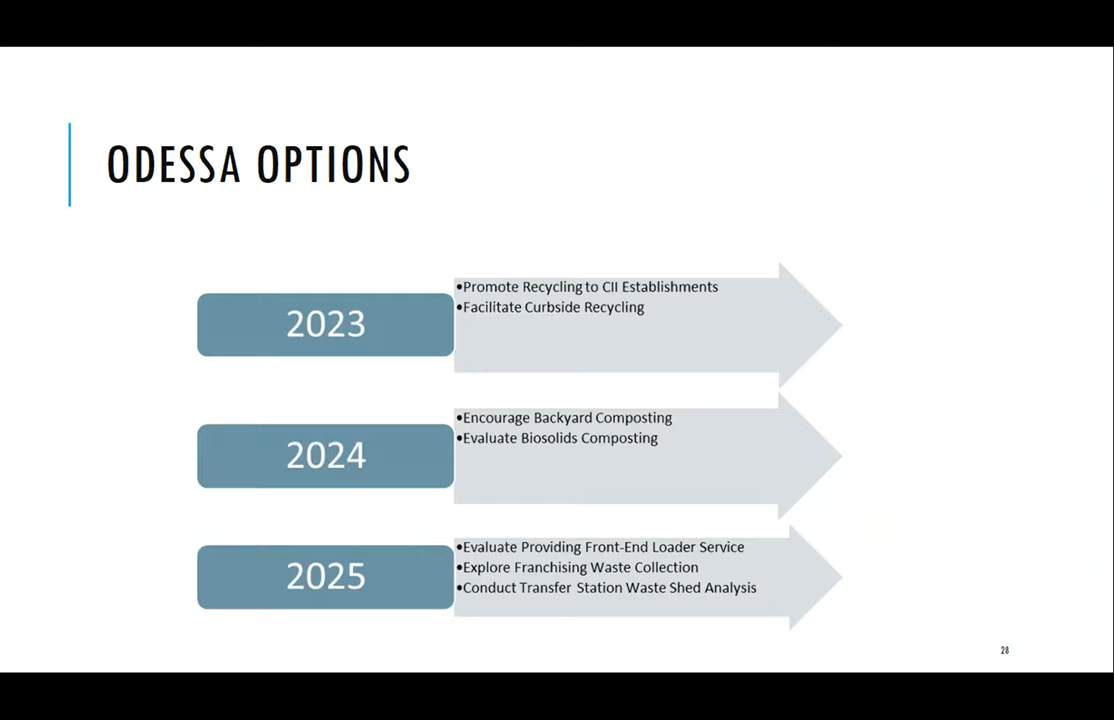 ODESSA OPTIONS
2023
•Promote Recycling to CII Establishments
•Facilitate Curbside Recycling
2024
•Encourage Backyard Composting
•Evaluate Biosolids Composting
2025
•Evaluate Providing Front-End Loader Service
•Explore Franchising Waste Collection
•Conduct Transfer Station Waste Shed Analysis
28